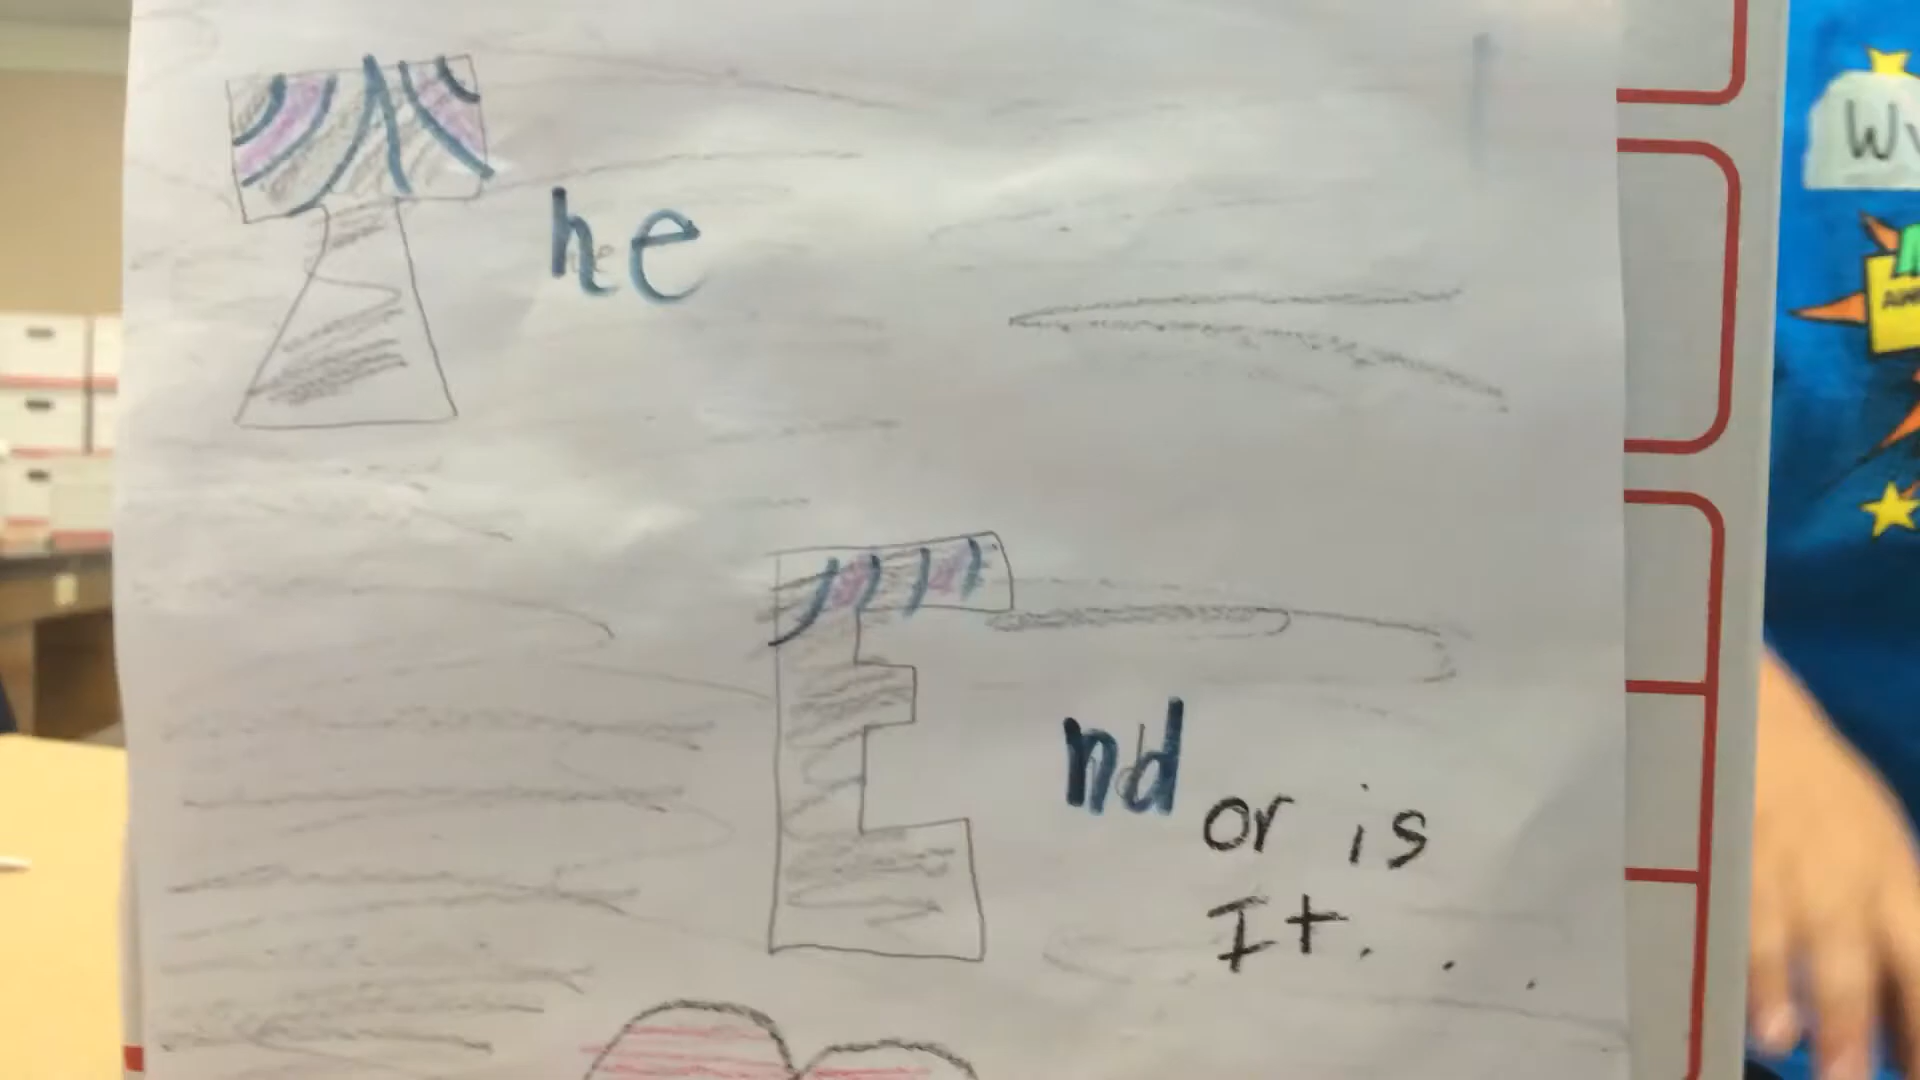 The
End
or is
It...